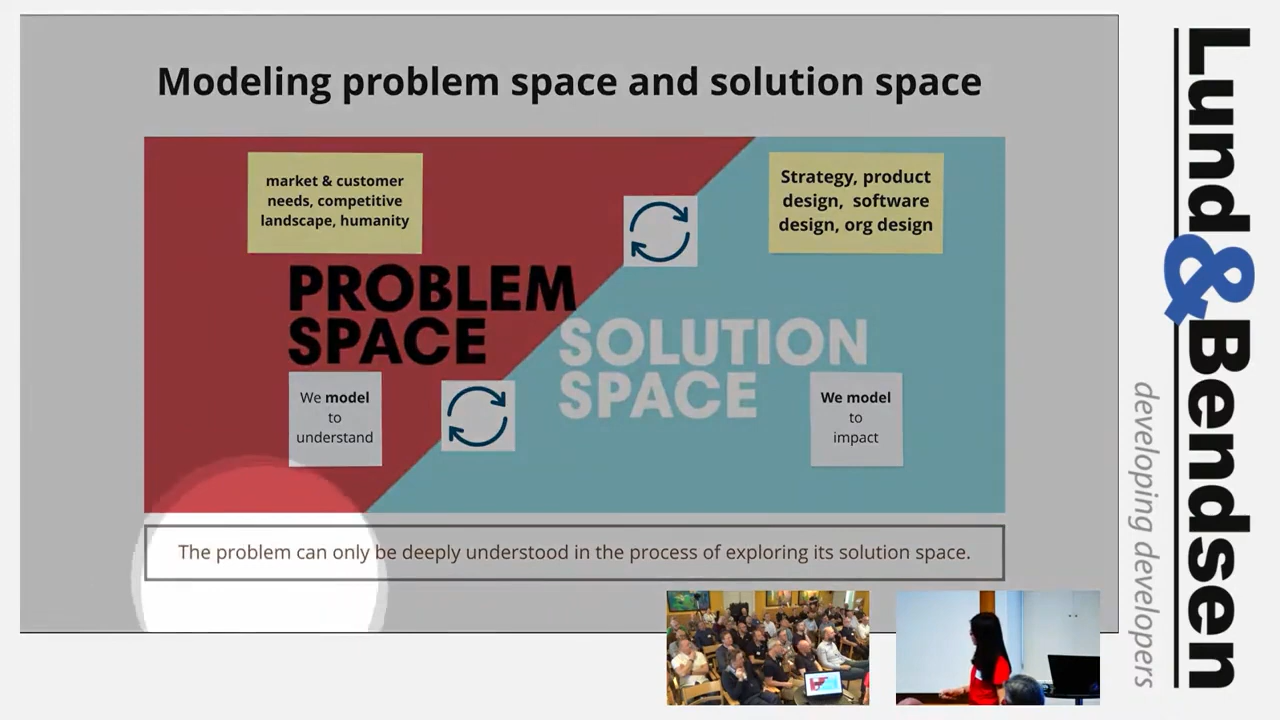 Modeling problem space and solution space
market & customer
needs, competitive
landscape, humanity
Strategy, product
design, software
design, org design
PROBLEM
SPACE
SOLUTION
SPACE
We model
to
understand
We model
to
impact
The problem can only be deeply understood in the process of exploring its solution space.
Lund&Bendsen
developing developers